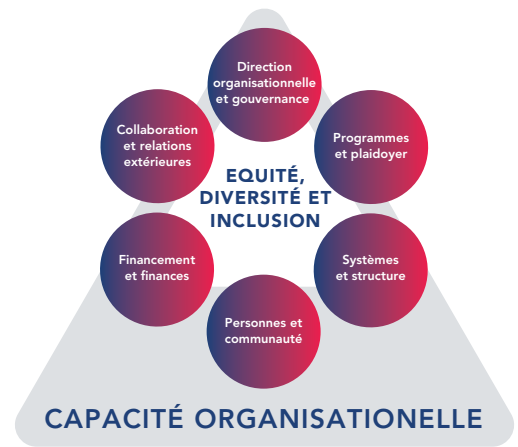 Direction
organisationnelle
et gouvernance
Collaboration
et relations
extérieures
Programmes
et plaidoyer
EQUITÉ,
DIVERSITÉ ET
INCLUSION
Financement
et finances
Systèmes
et structure
Personnes et
communauté
CAPACITÉ ORGANISATIONELLE